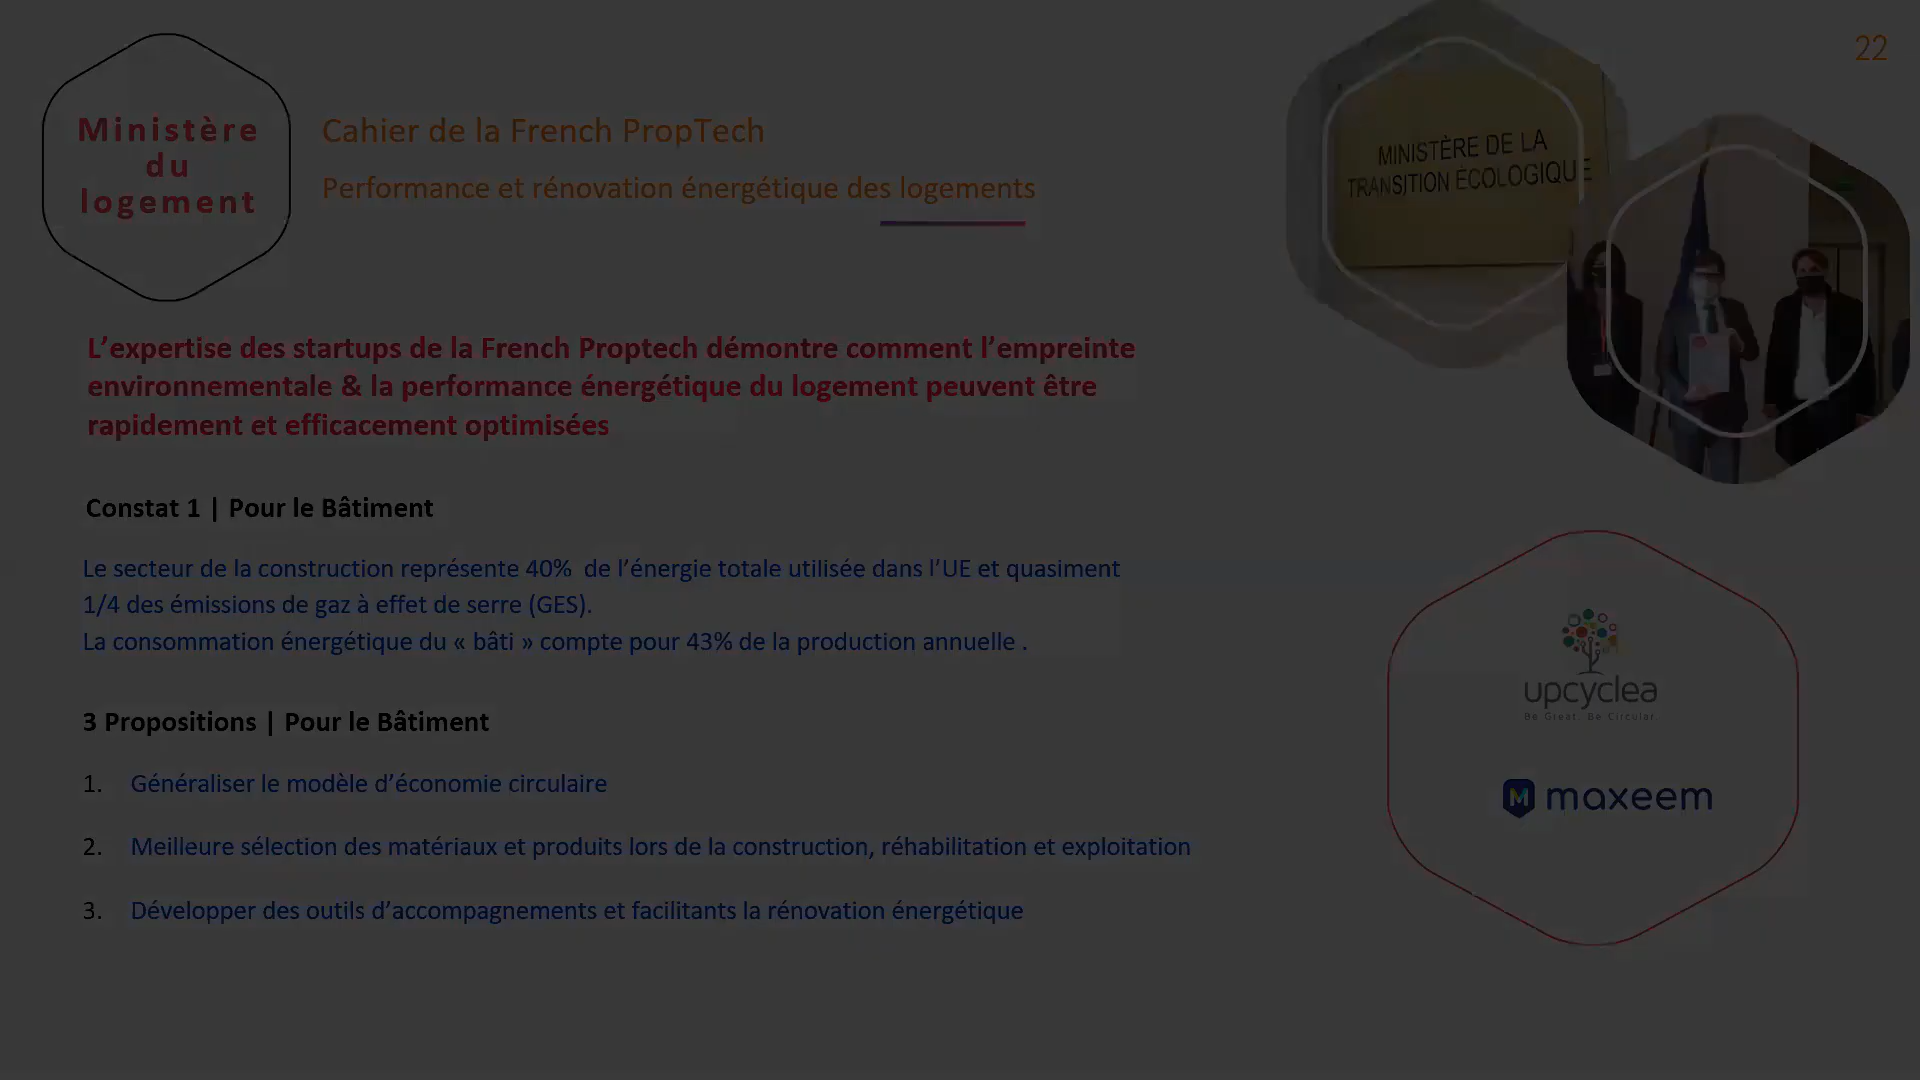 22
Ministère
du
logement
Cahier de la French PropTech
Performance et rénovation énergétique des logements
MINISTÈRE DE LA
TRANSITION ÉCOLOGIQUE
L’expertise des startups de la French Proptech démontre comment l’empreinte
environnementale & la performance énergétique du logement peuvent être
rapidement et efficacement optimisées
Constat 1 | Pour le Bâtiment
Le secteur de la construction représente 40%  de l’énergie totale utilisée dans l’UE et quasiment
1/4 des émissions de gaz à effet de serre (GES).
La consommation énergétique du « bâti » compte pour 43% de la production annuelle .
3 Propositions | Pour le Bâtiment
1. Généraliser le modèle d’économie circulaire
2. Meilleure sélection des matériaux et produits lors de la construction, réhabilitation et exploitation
3. Développer des outils d’accompagnements et facilitants la rénovation énergétique
upcyclea
Be Great. Be Circular.
M maxeem